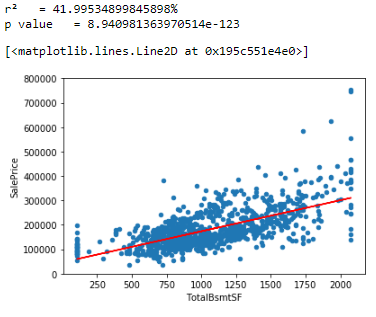 r²   = 41.99534899845898%
p value   = 8.940981363970514e-123
[<matplotlib.lines.Line2D at 0x195c551e4e0>]
800000
700000
600000
500000
400000
300000
200000
100000
0
SalePrice
250 500 750 1000 1250 1500 1750 2000
TotalBsmtSF